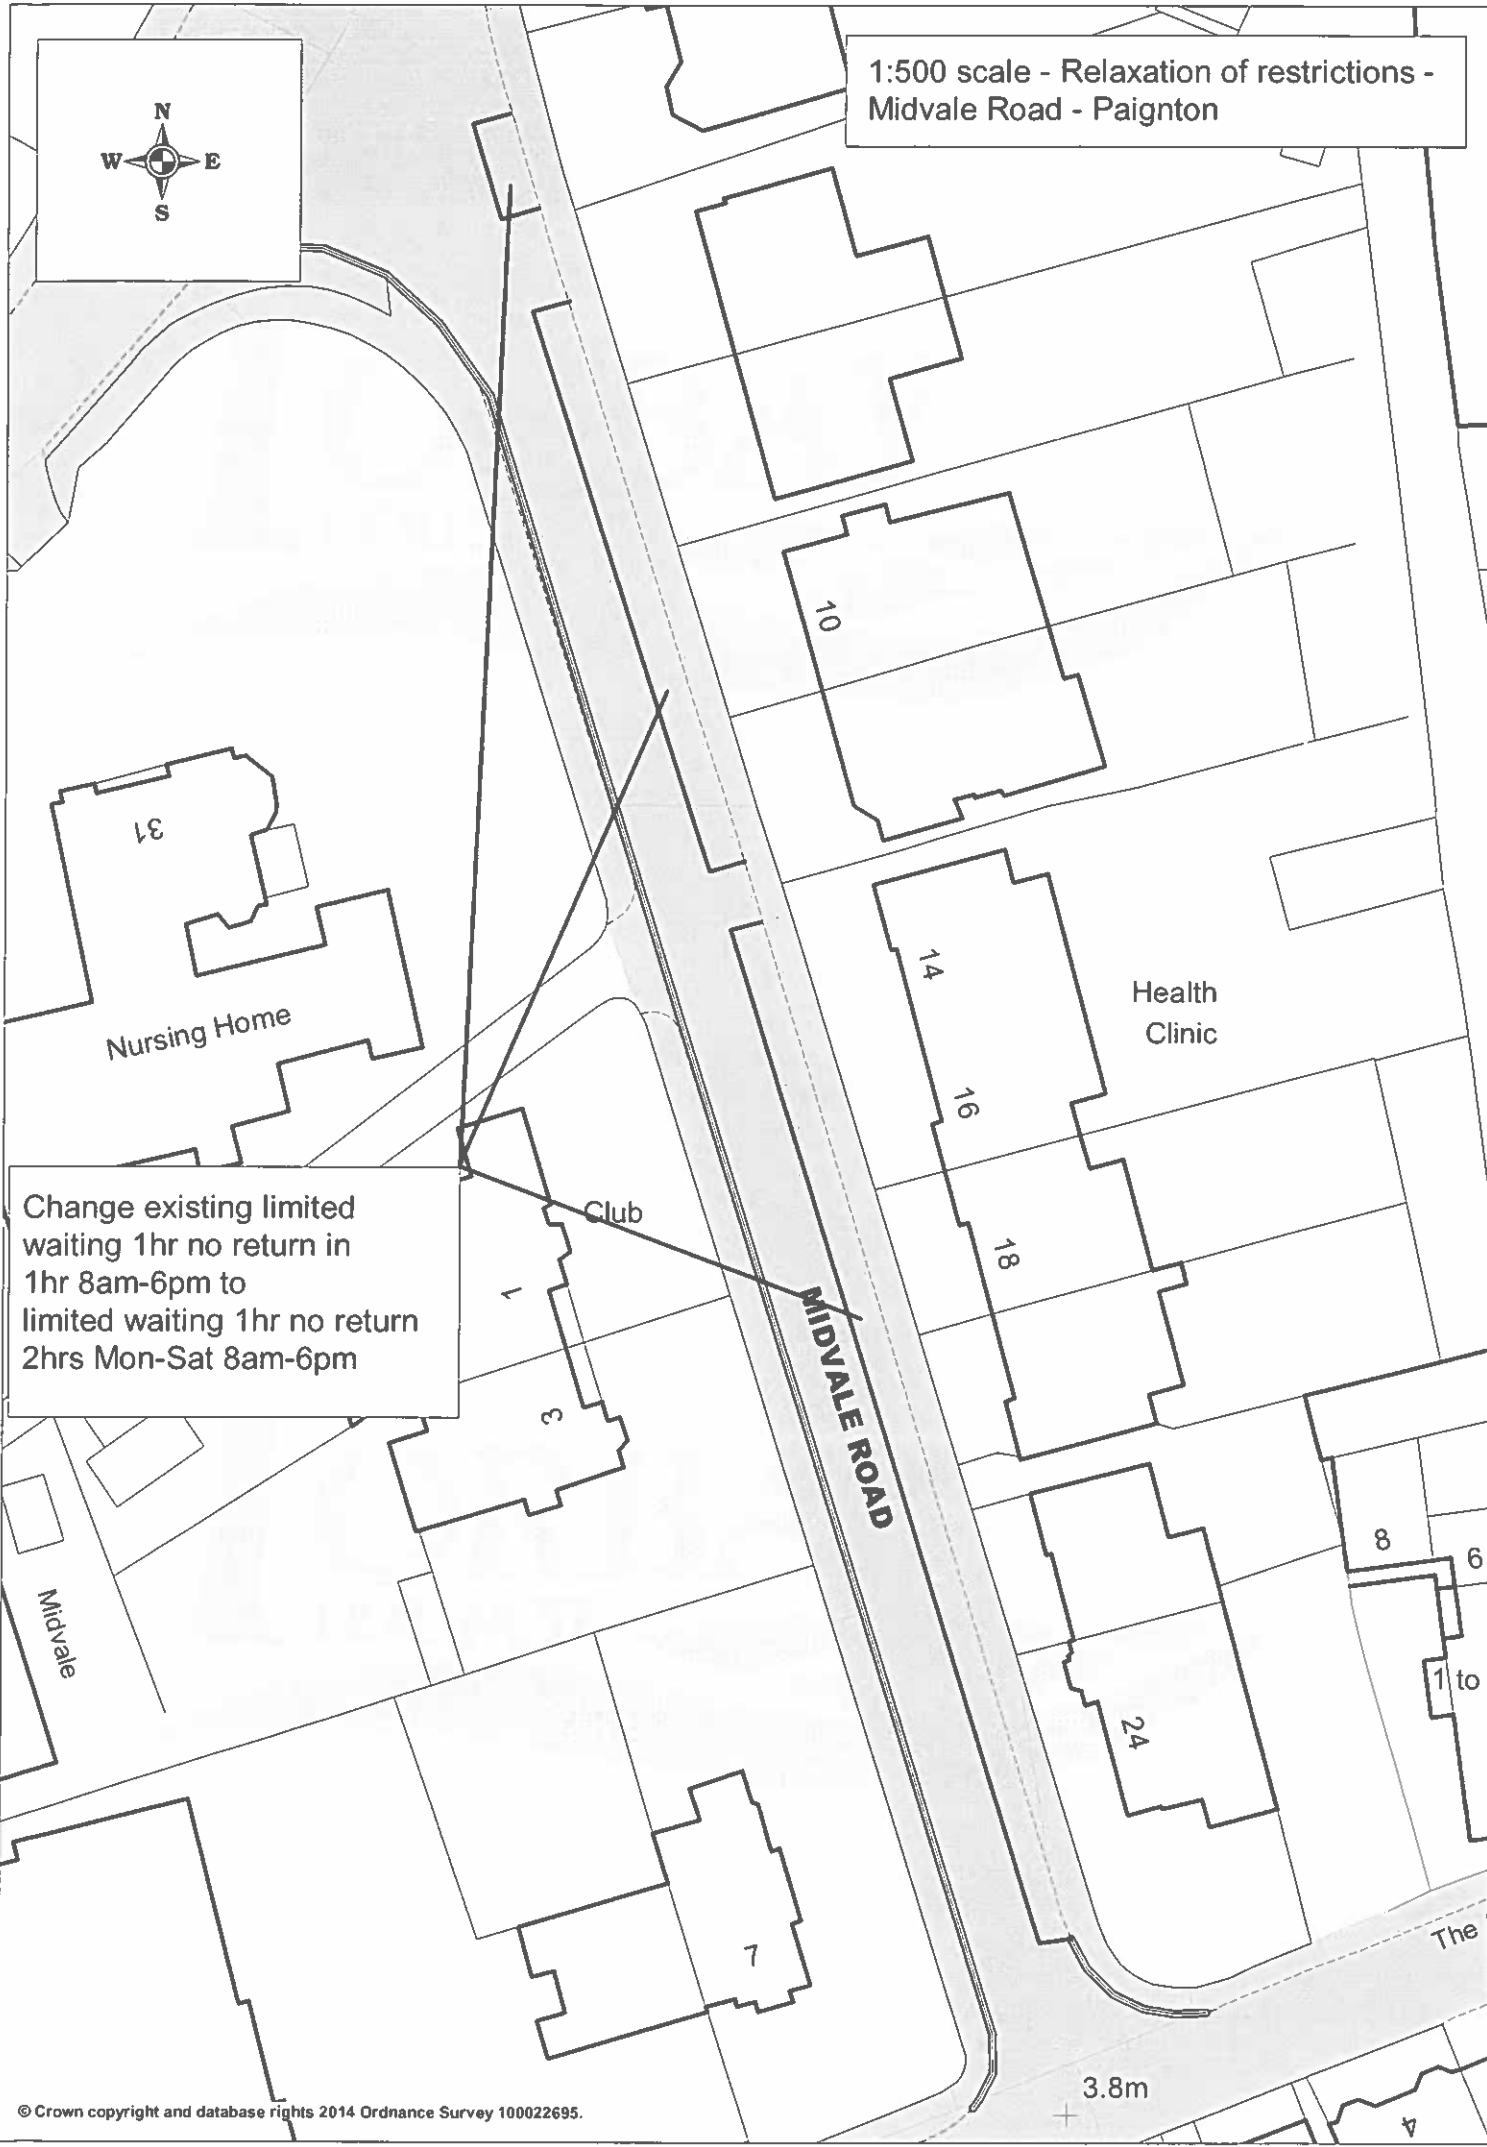 N
W E
S
1:500 scale - Relaxation of restrictions -
Midvale Road - Paignton
10
31
14
Health
Clinic
Nursing Home
16
Change existing limited
waiting 1hr no return in
1hr 8am-6pm to
limited waiting 1hr no return
2hrs Mon-Sat 8am-6pm
Club
18
1
MIDVALE ROAD
3
8
6
Midvale
1 to
24
7
The
3.8m
4
© Crown copyright and database rights 2014 Ordnance Survey 100022695.